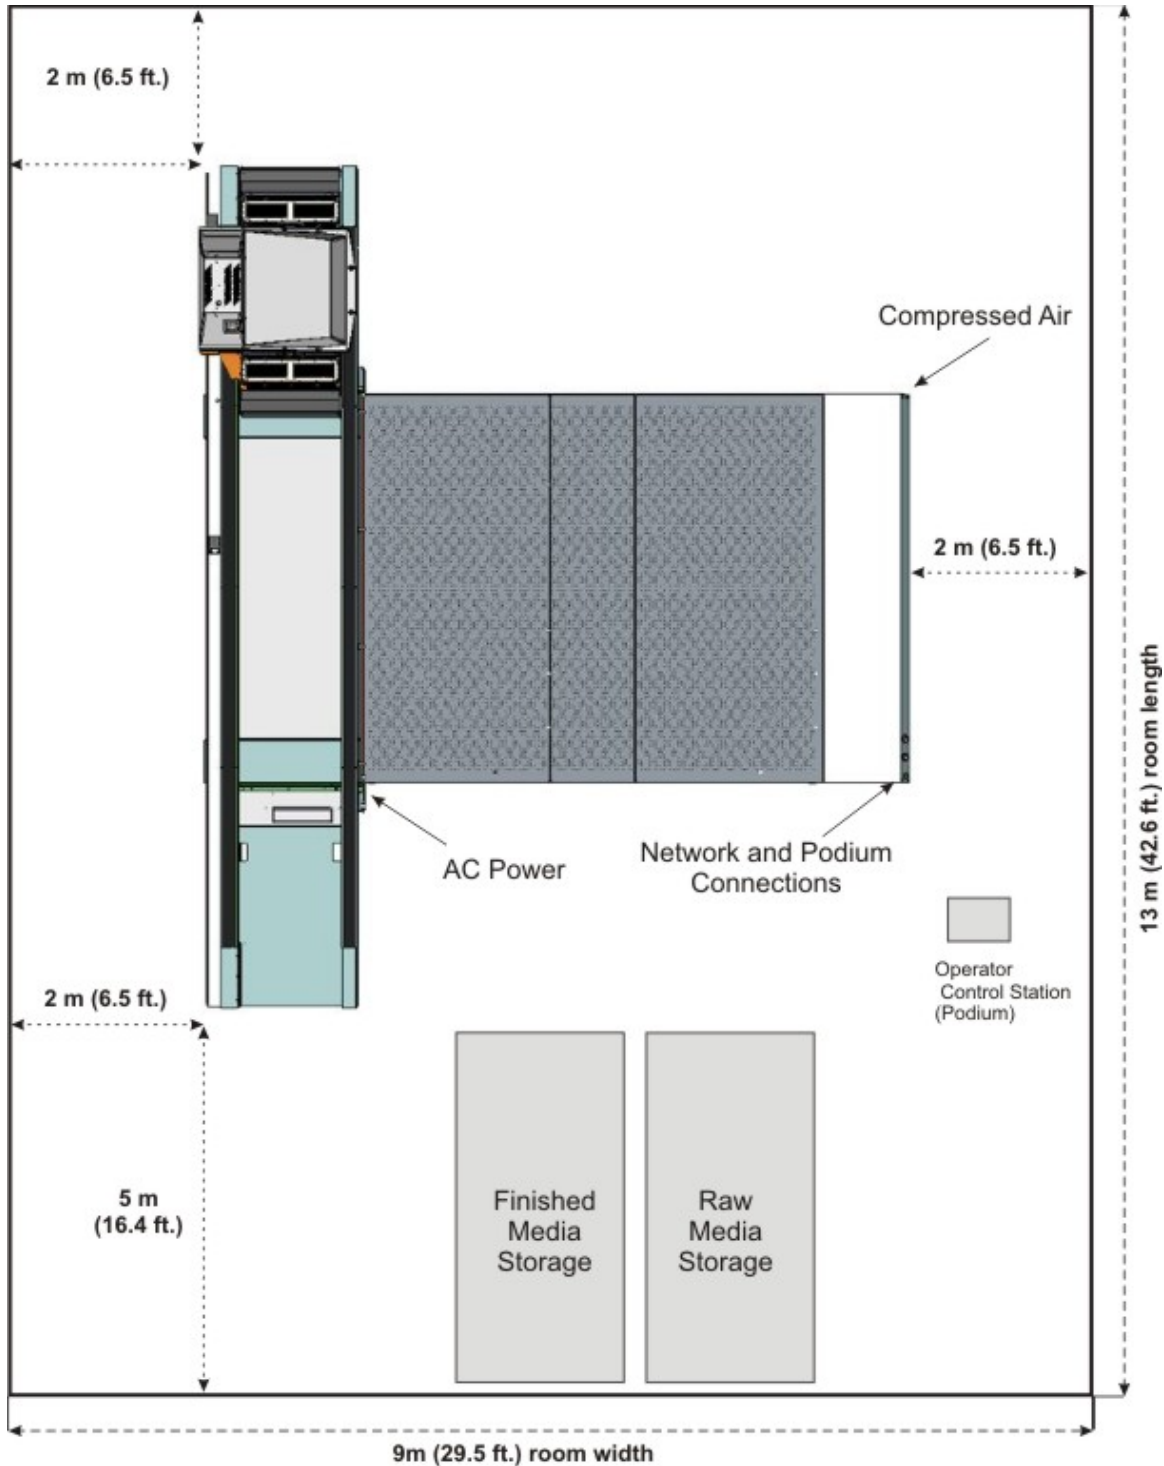 2 m (6.5 ft.)
Compressed Air
2 m (6.5 ft.)
13 m (42.6 ft.) room length
AC Power
Network and Podium
Connections
Operator
Control Station
(Podium)
2 m (6.5 ft.)
5 m
(16.4 ft.)
Finished
Media
Storage
Raw
Media
Storage
9m (29.5 ft.) room width